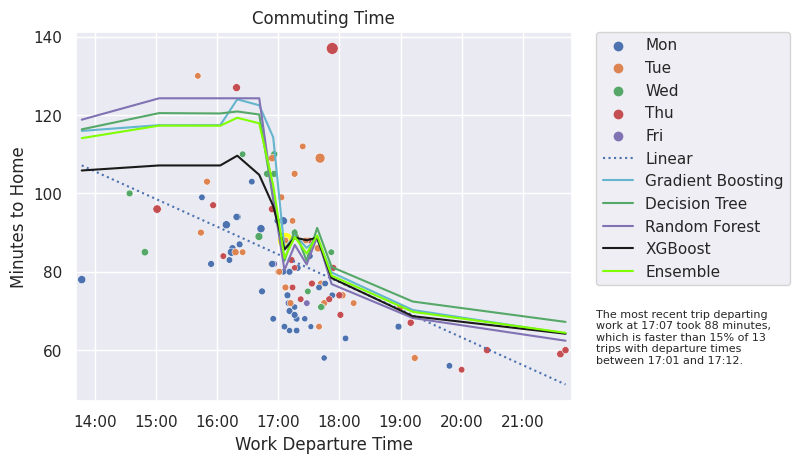 Commuting Time
140
120
100
80
60
Minutes to Home
14:00 15:00 16:00 17:00 18:00 19:00 20:00 21:00
Work Departure Time
Mon
Tue
Wed
Thu
Fri
Linear
Gradient Boosting
Decision Tree
Random Forest
XGBoost
Ensemble
The most recent trip departing
work at 17:07 took 88 minutes,
which is faster than 15% of 13
trips with departure times
between 17:01 and 17:12.